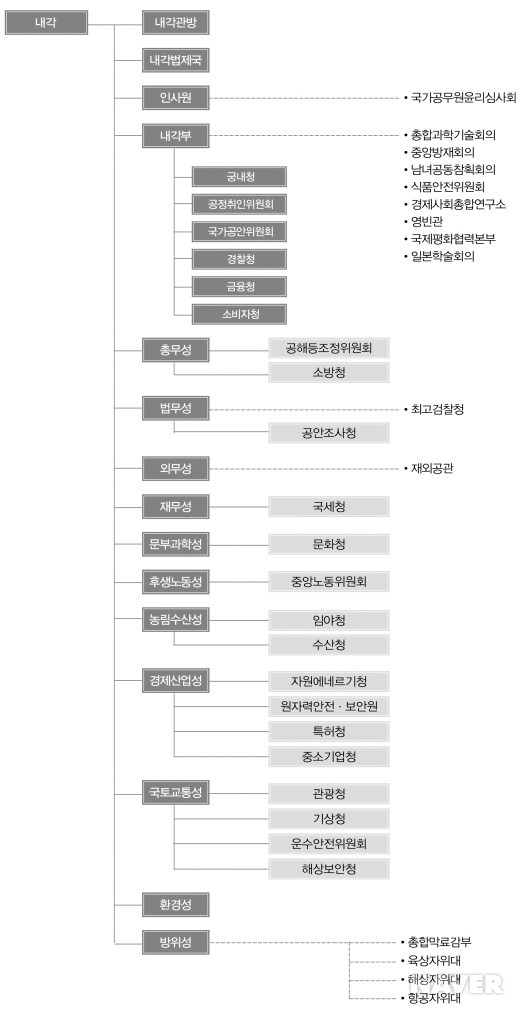 내각
내각관방
내각법제국
인사원
• 국가공무원윤리심사회
내각부
• 총합과학기술회의
• 중앙방재회의
• 남녀공동참획회의
• 식품안전위원회
• 경제사회총합연구소
• 영빈관
• 국제평화협력본부
• 일본학술회의
궁내청
공정취인위원회
국가공안위원회
경찰청
금융청
소비자청
총무성
공해등조정위원회
소방청
법무성
• 최고검찰청
공안조사청
외무성
• 재외공관
재무성
국세청
문부과학성
문화청
후생노동성
중앙노동위원회
농림수산성
임야청
수산청
경제산업성
자원에네르기청
원자력안전 · 보안원
특허청
중소기업청
국토교통성
관광청
기상청
운수안전위원회
해상보안청
환경성
방위성
• 총합막료감부
• 육상자위대
• 해상자위대
• 항공자위대
NAVER